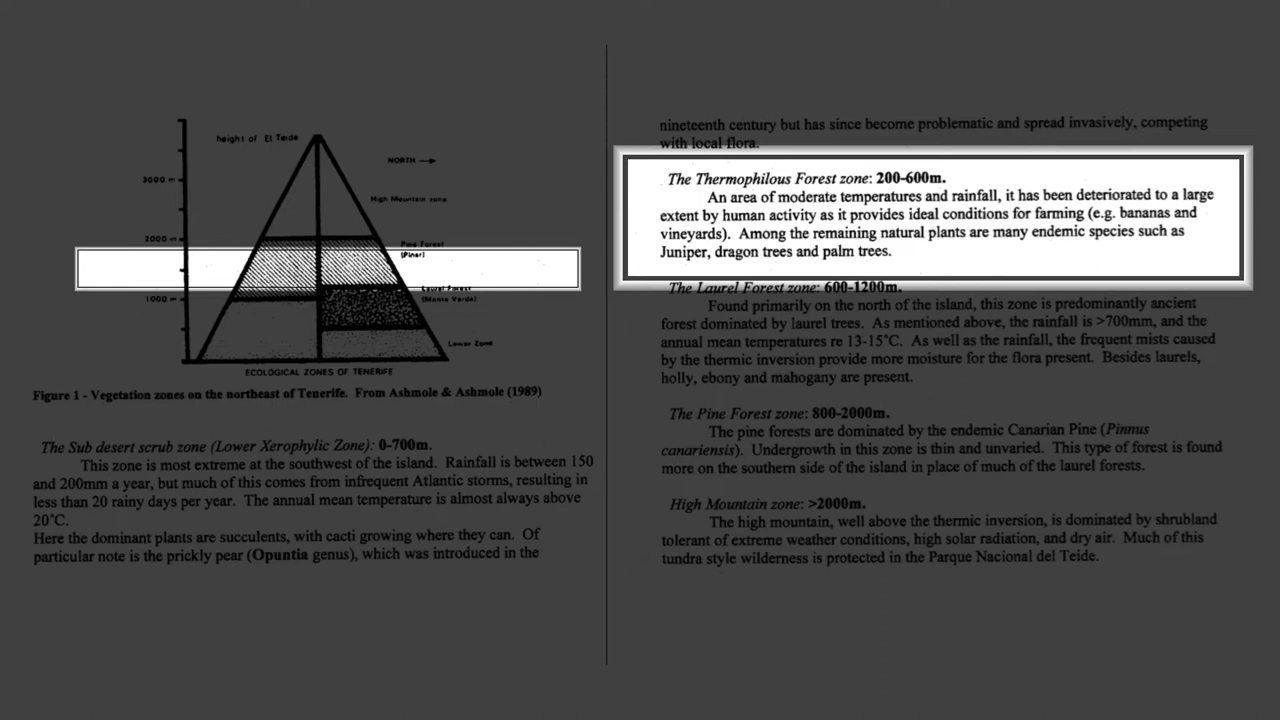 height of El Teide
NORTH
3000 m
High Mountain zone
2000 m
Pine Forest
(Pinar)
Laurel Forest
1000 m
(Monte Verde)
Lower Zone
ECOLOGICAL ZONES OF TENERIFE
Figure 1 - Vegetation zones on the northeast of Tenerife. From Ashmole & Ashmole (1989)
The Sub desert scrub zone (Lower Xerophylic Zone): 0-700m.
This zone is most extreme at the southwest of the island. Rainfall is between 150
and 200mm a year, but much of this comes from infrequent Atlantic storms, resulting in
less than 20 rainy days per year. The annual mean temperature is almost always above
20°C.
Here the dominant plants are succulents, with cacti growing where they can. Of
particular note is the prickly pear (Opuntia genus), which was introduced in the
nineteenth century but has since become problematic and spread invasively, competing
with local flora.
The Thermophilous Forest zone: 200-600m.
An area of moderate temperatures and rainfall, it has been deteriorated to a large
extent by human activity as it provides ideal conditions for farming (e.g. bananas and
vineyards). Among the remaining natural plants are many endemic species such as
Juniper, dragon trees and palm trees.
The Laurel Forest zone: 600-1200m.
Found primarily on the north of the island, this zone is predominantly ancient
forest dominated by laurel trees. As mentioned above, the rainfall is >700mm, and the
annual mean temperatures re 13-15°C. As well as the rainfall, the frequent mists caused
by the thermic inversion provide more moisture for the flora present. Besides laurels,
holly, ebony and mahogany are present.
The Pine Forest zone: 800-2000m.
The pine forests are dominated by the endemic Canarian Pine (Pinnus
canariensis). Undergrowth in this zone is thin and unvaried. This type of forest is found
more on the southern side of the island in place of much of the laurel forests.
High Mountain zone: >2000m.
The high mountain, well above the thermic inversion, is dominated by shrubland
tolerant of extreme weather conditions, high solar radiation, and dry air. Much of this
tundra style wilderness is protected in the Parque Nacional del Teide.